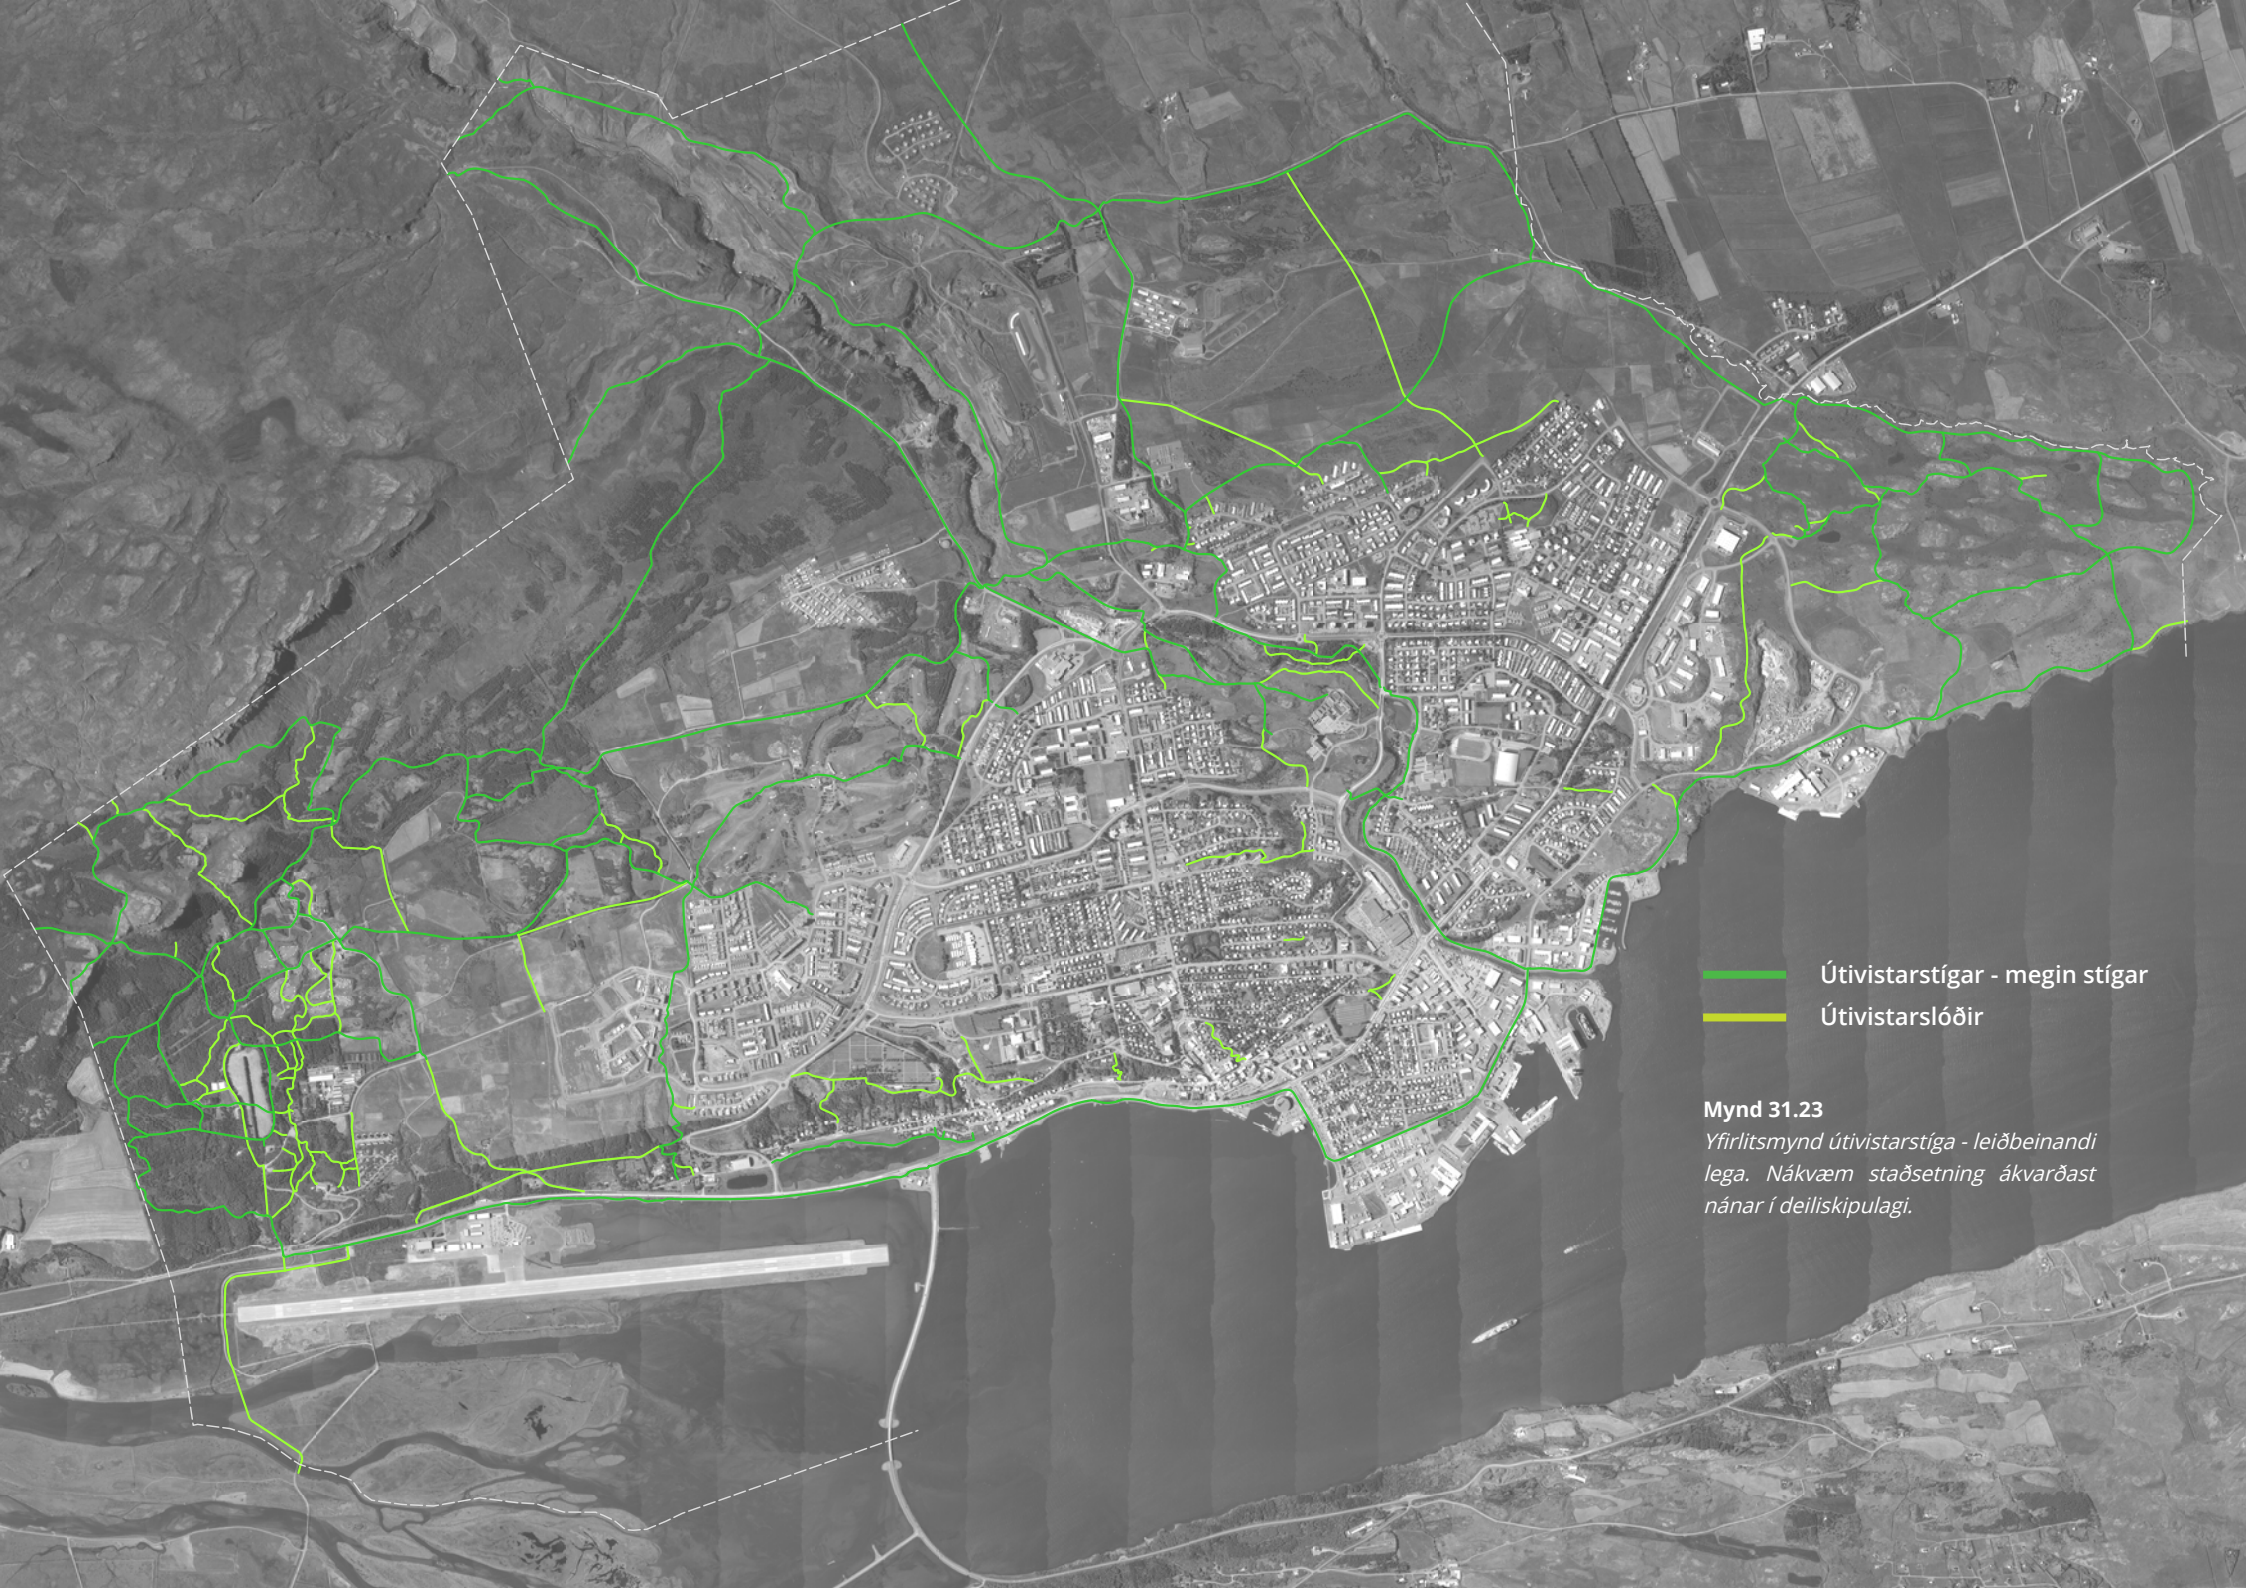 Útivistarstígar - megin stígar
Útivistarslóðir
Mynd 31.23
Yfirlitsmynd útivistarstíga - leiðbeinandi
lega. Nákvæm staðsetning ákvarðast
nánar í deiliskipulagi.